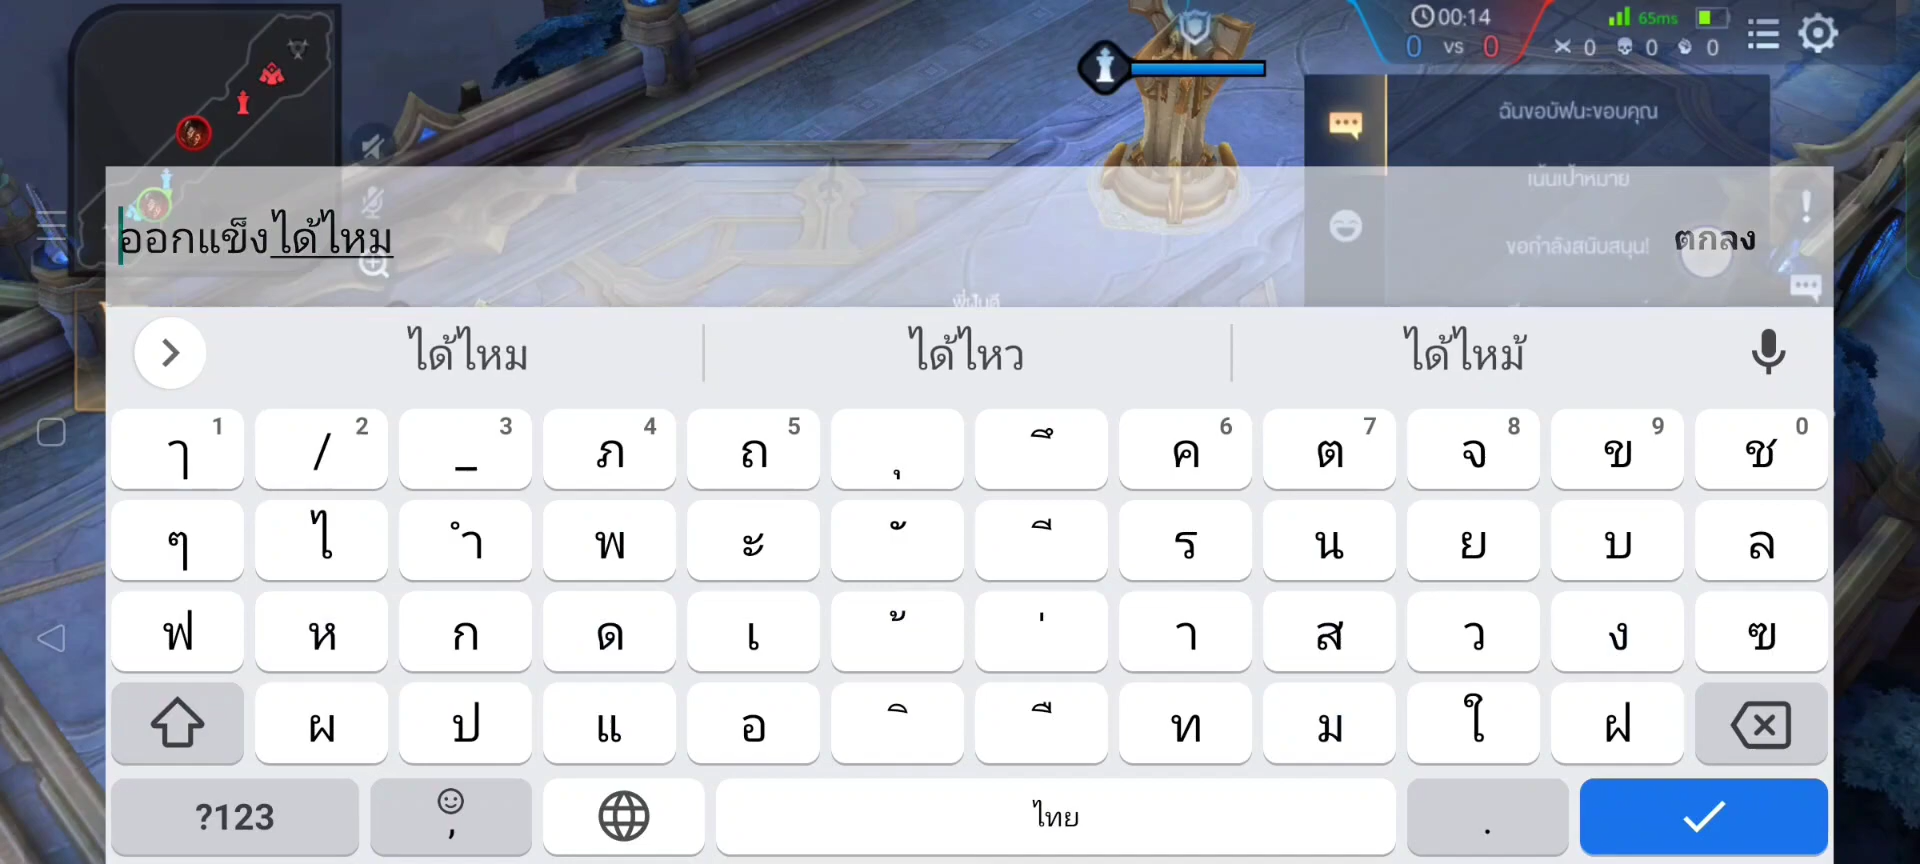 00:14
65ms
0 vs 0
0 0 0
ฉันขอบัฟนะขอบคุณ
เน้นเป้าหมาย
ออกแข็งได้ไหม
ขอกำลังสนับสนุน!
ตกลง
ได้ไหม ได้ไหว ได้ไหม้
ๅ 1 / 2 _ 3 ภ 4 ถ 5 ุ ึ ค 6 ต 7 จ 8 ข 9 ช 0
ๆ ไ ำ พ ะ ั ี ร น ย บ ล
ฟ ห ก ด เ ้ ่ า ส ว ง ฃ
ผ ป แ อ ิ ื ท ม ใ ฝ
?123 , ไทย .